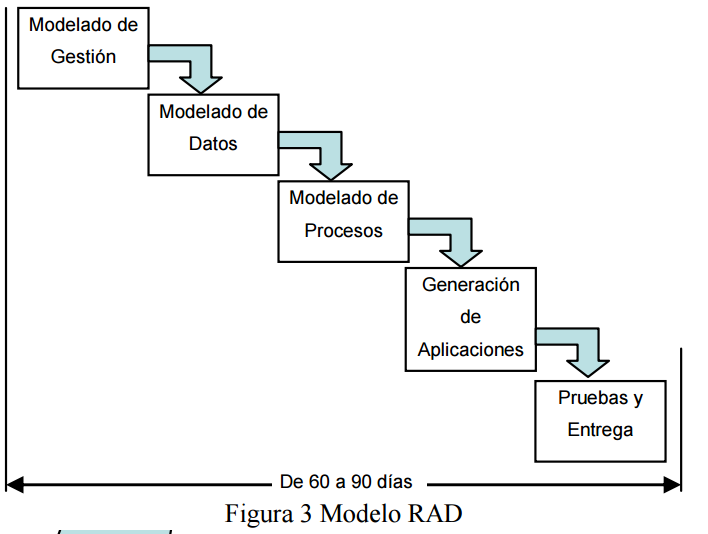 Modelado de
Gestión
Modelado de
Datos
Modelado de
Procesos
Generación
de
Aplicaciones
Pruebas y
Entrega
De 60 a 90 días
Figura 3 Modelo RAD